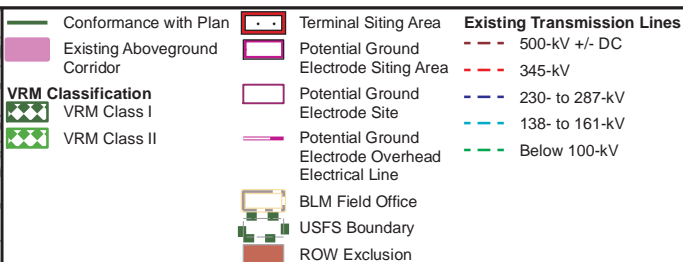 Conformance with Plan
Existing Aboveground
Corridor
VRM Classification
VRM Class I
VRM Class II
Terminal Siting Area
Potential Ground
Electrode Siting Area
Potential Ground
Electrode Site
Potential Ground
Electrode Overhead
Electrical Line
BLM Field Office
USFS Boundary
ROW Exclusion
Existing Transmission Lines
500-kV +/- DC
345-kV
230- to 287-kV
138- to 161-kV
Below 100-kV